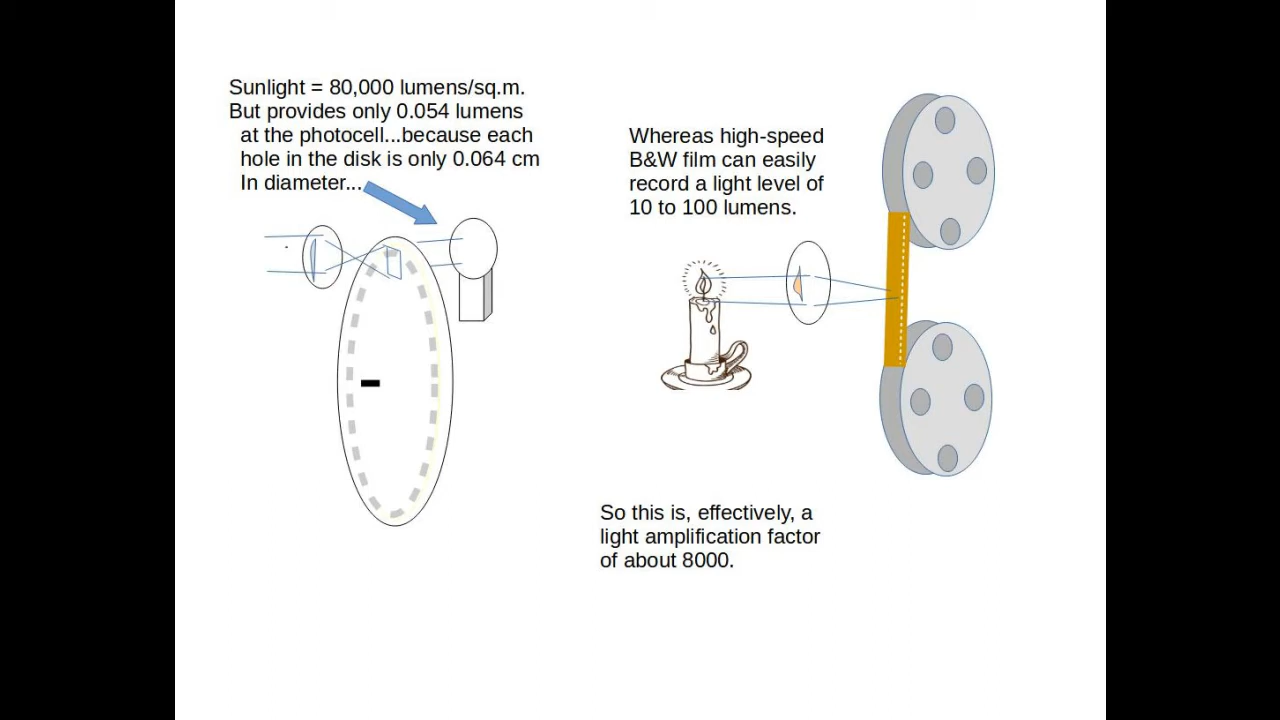 Sunlight = 80,000 lumens/sq.m.
But provides only 0.054 lumens
at the photocell...because each
hole in the disk is only 0.064 cm
In diameter...
Whereas high-speed
B&W film can easily
record a light level of
10 to 100 lumens.
So this is, effectively, a
light amplification factor
of about 8000.